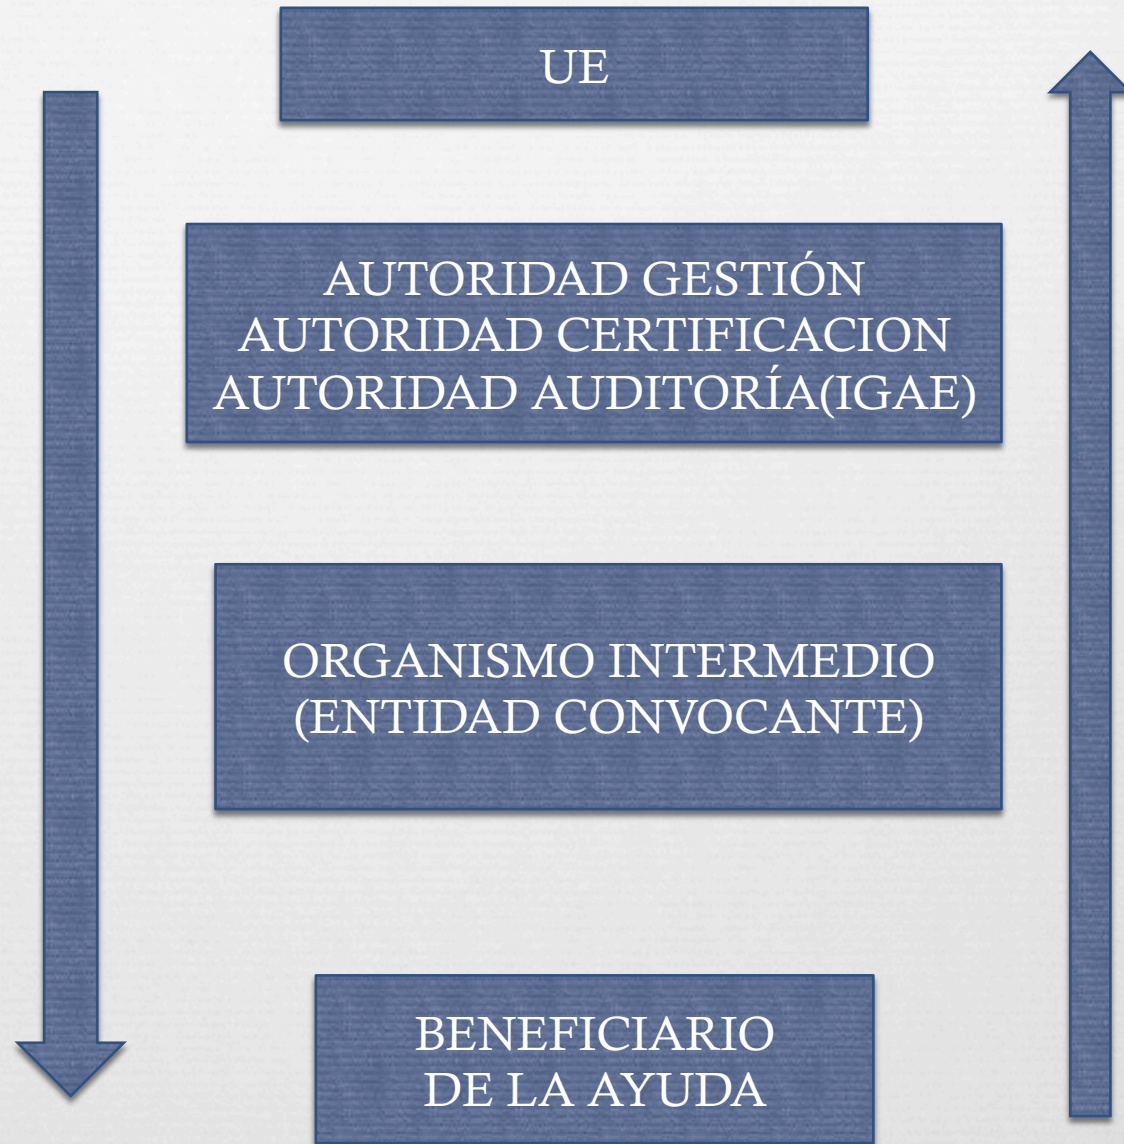 UE
AUTORIDAD GESTIÓN
AUTORIDAD CERTIFICACION
AUTORIDAD AUDITORÍA(IGAE)
ORGANISMO INTERMEDIO
(ENTIDAD CONVOCANTE)
BENEFICIARIO
DE LA AYUDA